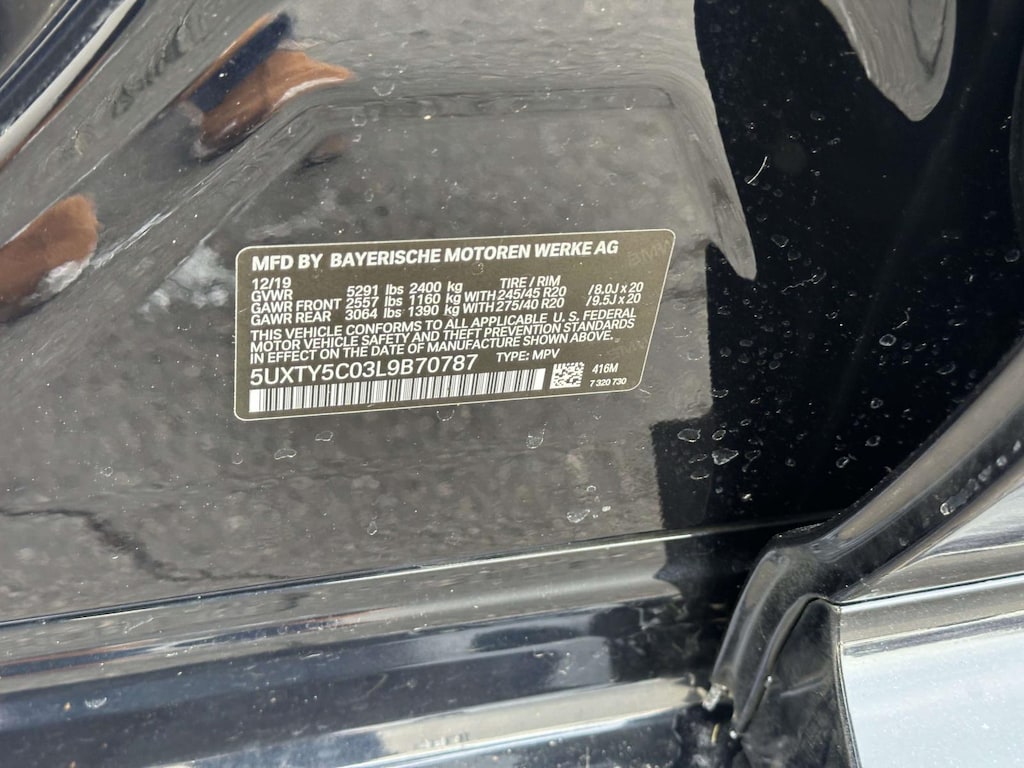 MFD BY BAYERISCHE MOTOREN WERKE AG
12/19 TIRE / RIM
GVWR 5291 lbs 2400 kg
GAWR FRONT 2557 lbs 1160 kg WITH 245/45 R20 /8.0J x 20
GAWR REAR 3064 lbs 1390 kg WITH 275/40 R20 /9.5J x 20
THIS VEHICLE CONFORMS TO ALL APPLICABLE U. S. FEDERAL
MOTOR VEHICLE SAFETY AND THEFT PREVENTION STANDARDS
IN EFFECT ON THE DATE OF MANUFACTURE SHOWN ABOVE.
5UXTY5C03L9B70787 TYPE: MPV
416M
7 320 730